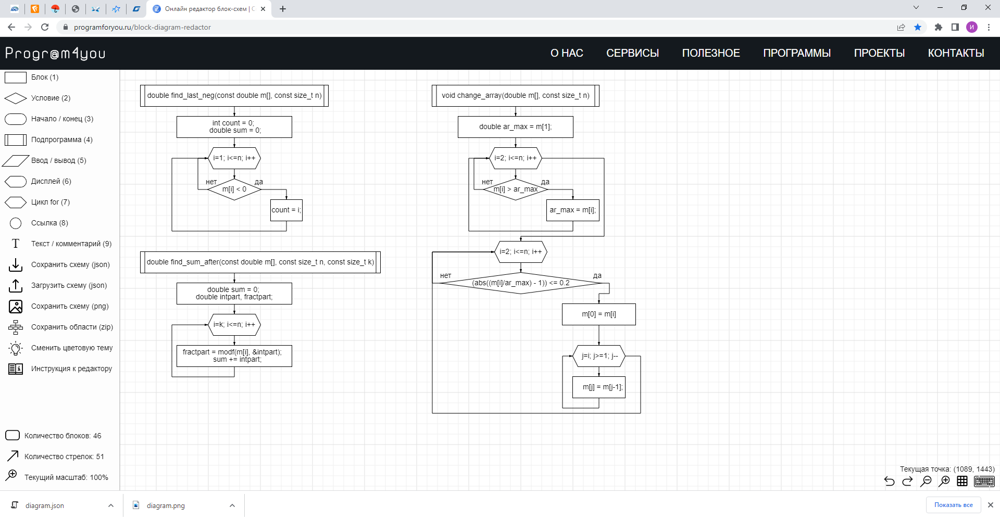 Онлайн редактор блок-схем | С
programforyou.ru/block-diagram-redactor
И
Progr@m4you
О НАС
СЕРВИСЫ
ПОЛЕЗНОЕ
ПРОГРАММЫ
ПРОЕКТЫ
КОНТАКТЫ
Блок (1)
Условие (2)
Начало / конец (3)
Подпрограмма (4)
Ввод / вывод (5)
Дисплей (6)
Цикл for (7)
Ссылка (8)
Текст / комментарий (9)
Сохранить схему (json)
Загрузить схему (json)
Сохранить схему (png)
Сохранить области (zip)
Сменить цветовую тему
Инструкция к редактору
Количество блоков: 46
Количество стрелок: 51
Текущий масштаб: 100%
double find_last_neg(const double m[], const size_t n)
int count = 0;
double sum = 0;
i=1; i<=n; i++
нет
да
m[i] < 0
count = i;
double find_sum_after(const double m[], const size_t n, const size_t k)
double sum = 0;
double intpart, fractpart;
i=k; i<=n; i++
fractpart = modf(m[i], &intpart);
sum += intpart;
void change_array(double m[], const size_t n)
double ar_max = m[1];
i=2; i<=n; i++
нет
да
m[i] > ar_max
ar_max = m[i];
i=2; i<=n; i++
нет
да
(abs((m[i]/ar_max) - 1)) <= 0.2
m[0] = m[i]
j=i; j>=1; j--
m[j] = m[j-1];
Текущая точка: (1089, 1443)
diagram.json
diagram.png
Показать все